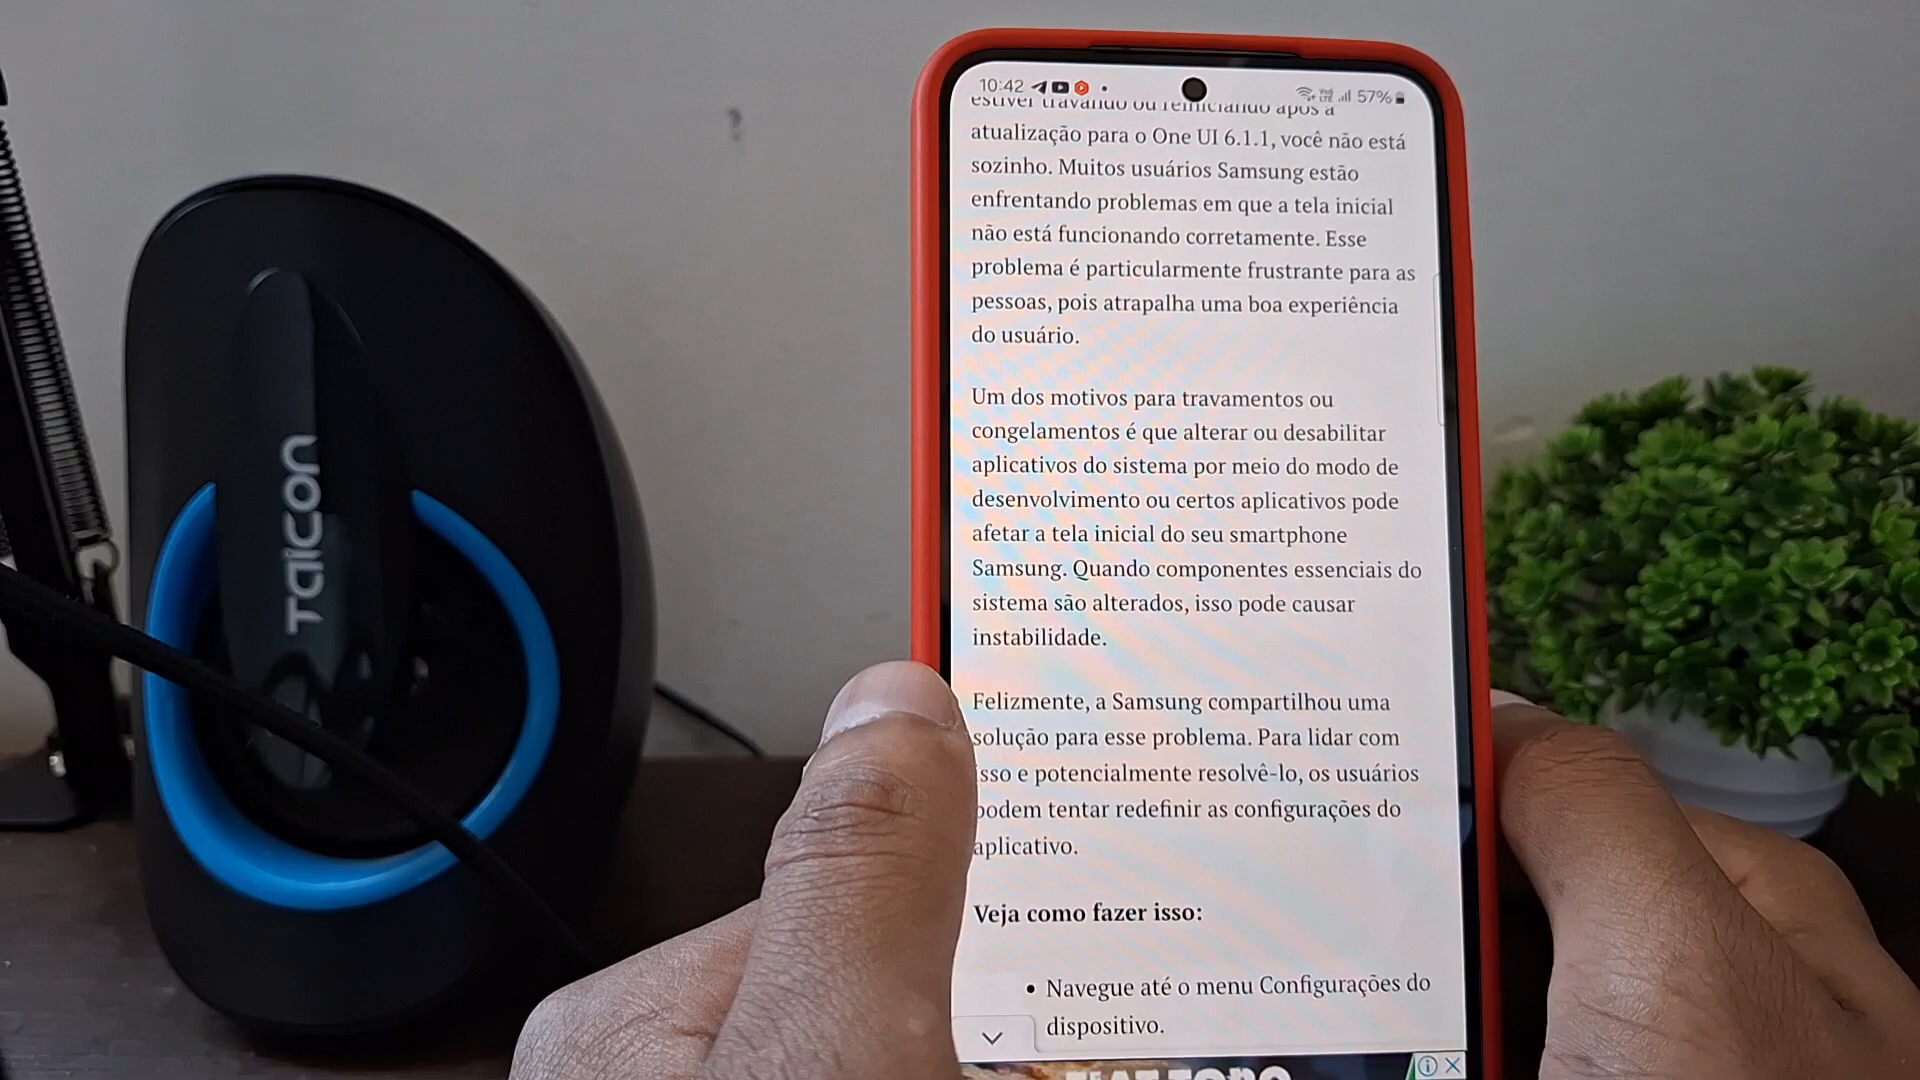 Taicon
10:42
57%
estiver travando ou reiniciando após a
atualização para o One UI 6.1.1, você não está
sozinho. Muitos usuários Samsung estão
enfrentando problemas em que a tela inicial
não está funcionando corretamente. Esse
problema é particularmente frustrante para as
pessoas, pois atrapalha uma boa experiência
do usuário.
Um dos motivos para travamentos ou
congelamentos é que alterar ou desabilitar
aplicativos do sistema por meio do modo de
desenvolvimento ou certos aplicativos pode
afetar a tela inicial do seu smartphone
Samsung. Quando componentes essenciais do
sistema são alterados, isso pode causar
instabilidade.
Felizmente, a Samsung compartilhou uma
solução para esse problema. Para lidar com
isso e potencialmente resolvê-lo, os usuários
podem tentar redefinir as configurações do
aplicativo.
Veja como fazer isso:
• Navegue até o menu Configurações do
dispositivo.